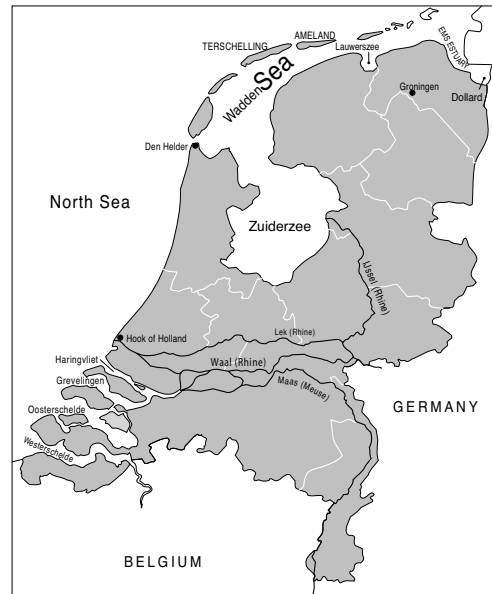 AMELAND
TERSCHELLING
Lauwerszee
EMS ESTUARY
Wadden Sea
Groningen
Dollard
Den Helder
North Sea
Zuiderzee
IJssel (Rhine)
Hook of Holland
Lek (Rhine)
Haringvliet
Waal (Rhine)
Grevelingen
Maas (Meuse)
Oosterschelde
GERMANY
Westerschelde
BELGIUM